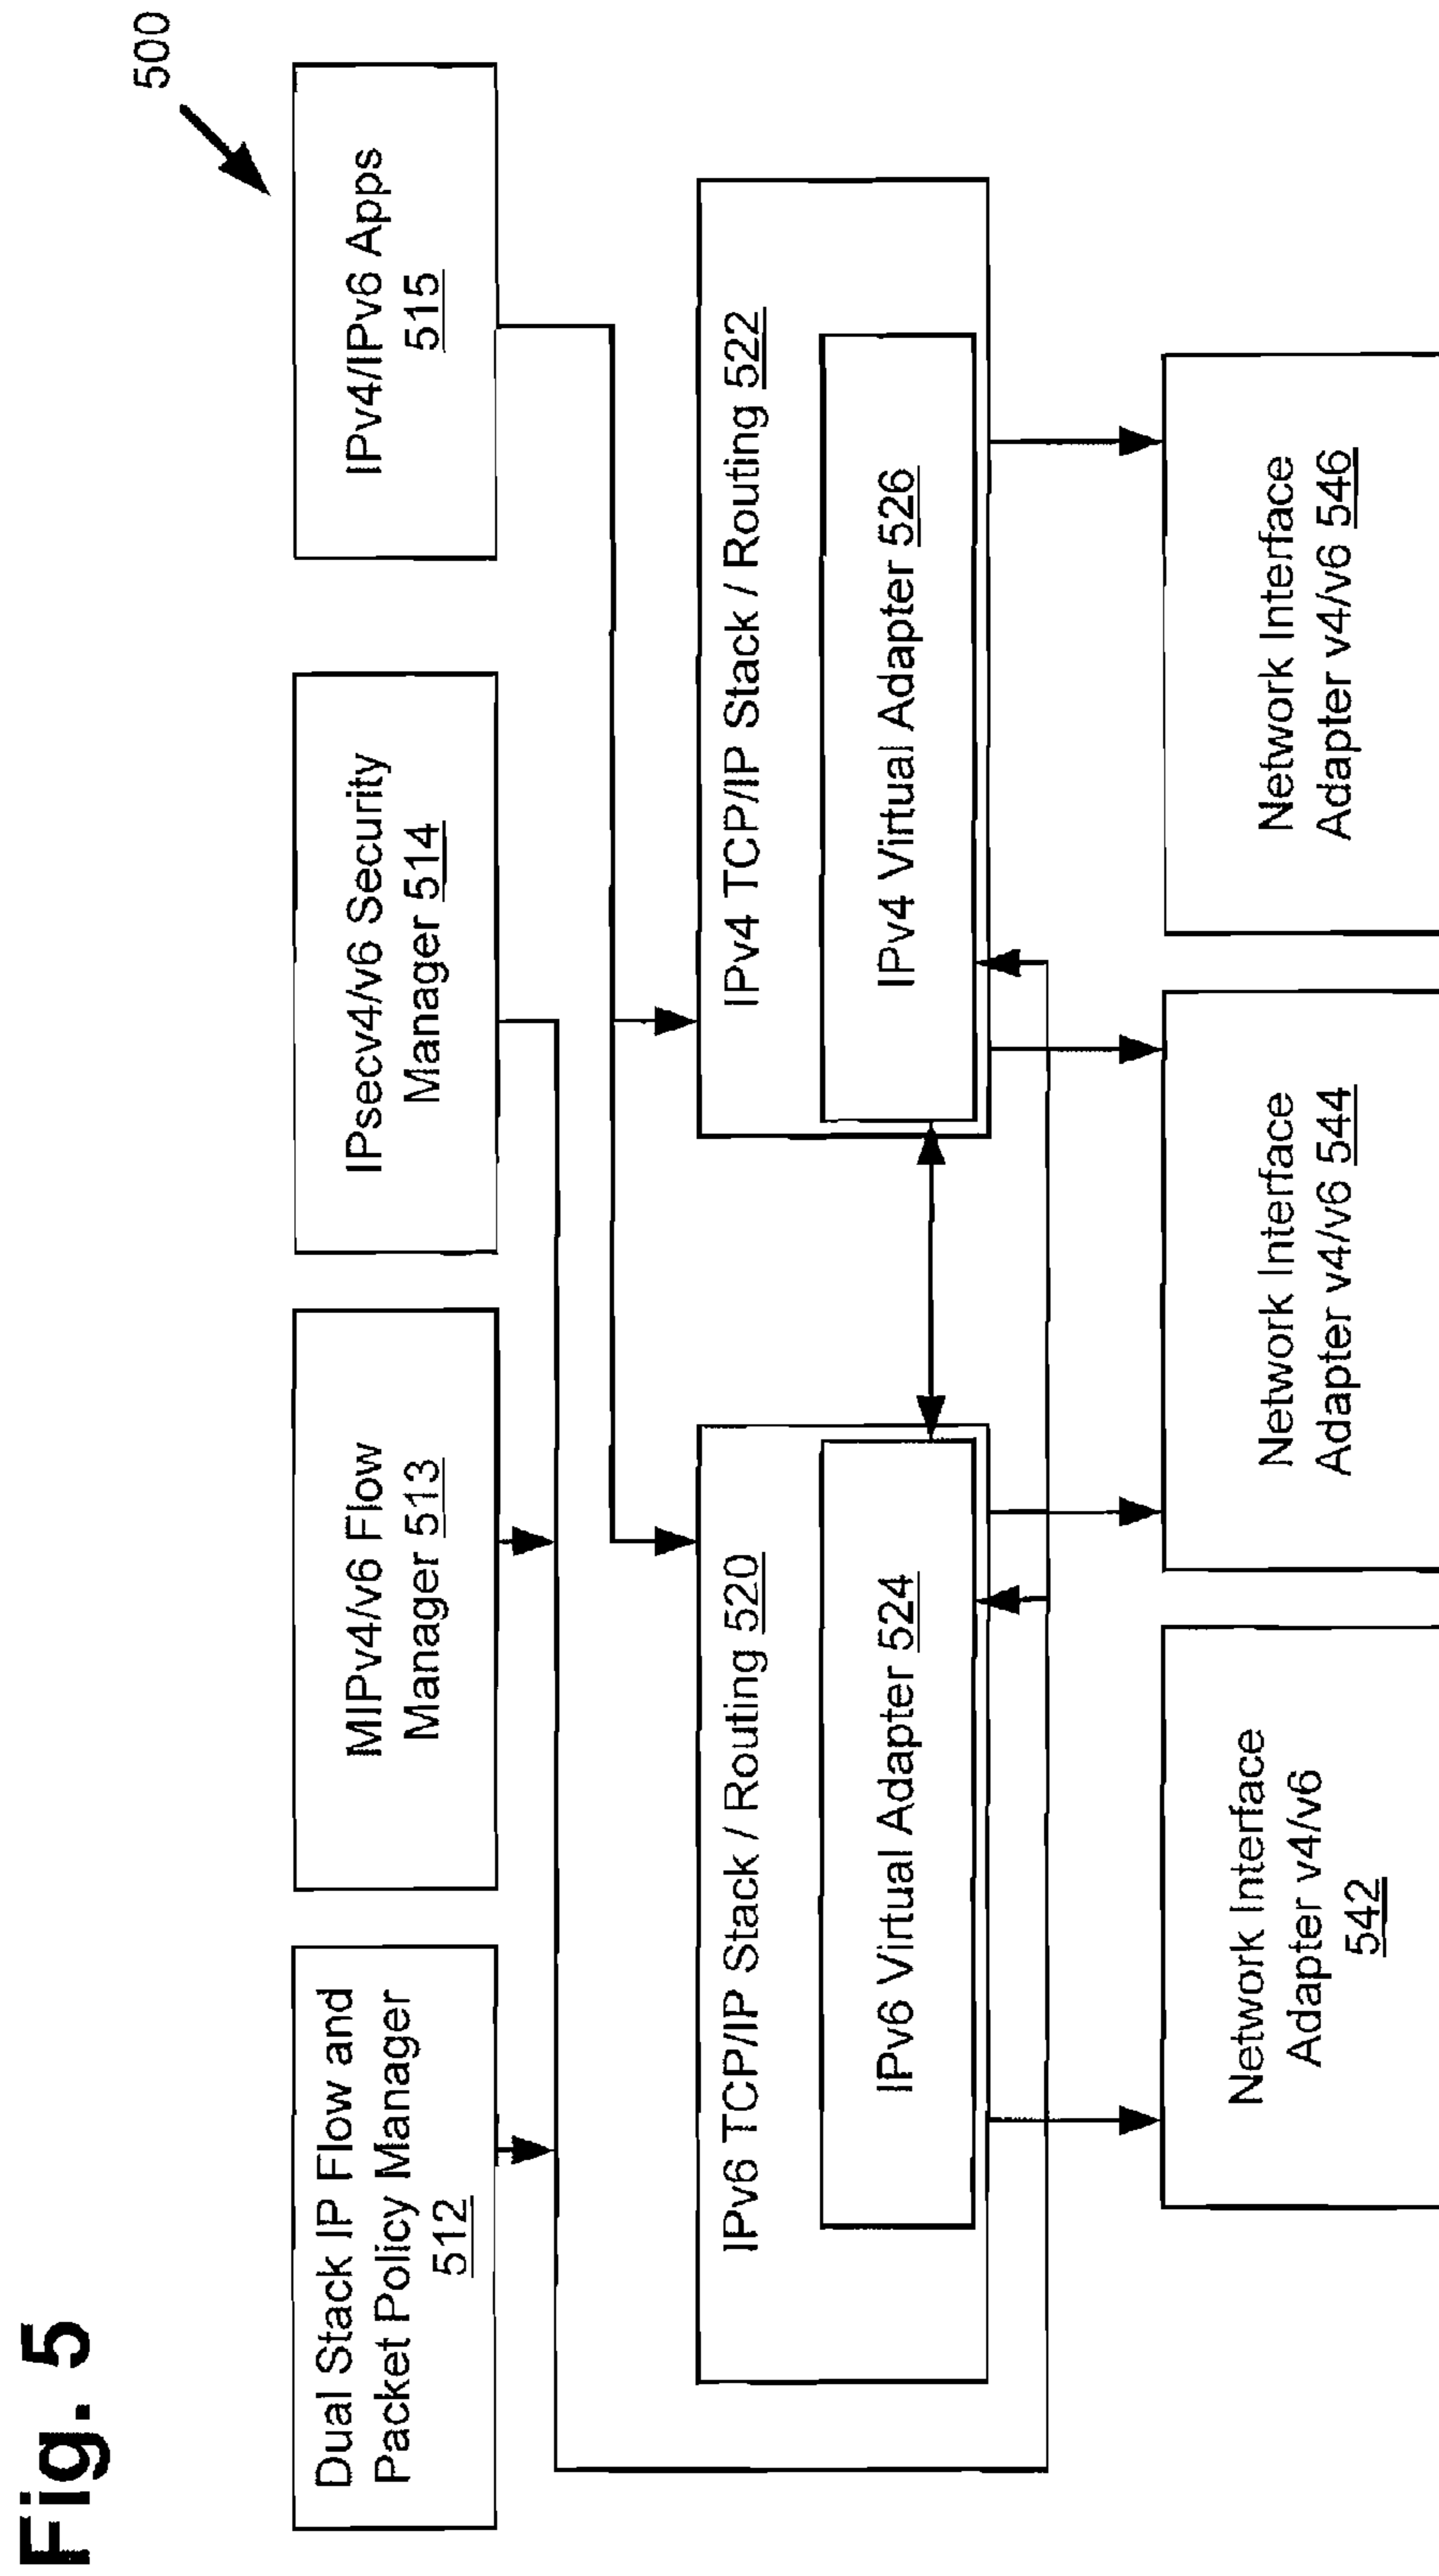 Fig. 5
500
Dual Stack IP Flow and
Packet Policy Manager
512
MIPv4/v6 Flow
Manager 513
IPsecv4/v6 Security
Manager 514
IPv4/IPv6 Apps
515
IPv6 TCP/IP Stack / Routing 520
IPv6 Virtual Adapter 524
IPv4 TCP/IP Stack / Routing 522
IPv4 Virtual Adapter 526
Network Interface
Adapter v4/v6
542
Network Interface
Adapter v4/v6 544
Network Interface
Adapter v4/v6 546